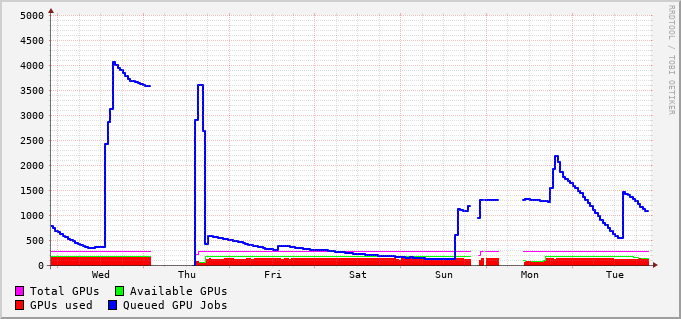 5000
4500
4000
3500
3000
2500
2000
1500
1000
500
0
Wed Thu Fri Sat Sun Mon Tue
Total GPUs Available GPUs
GPUs used Queued GPU Jobs
RRDTOOL / TOBI OETIKER